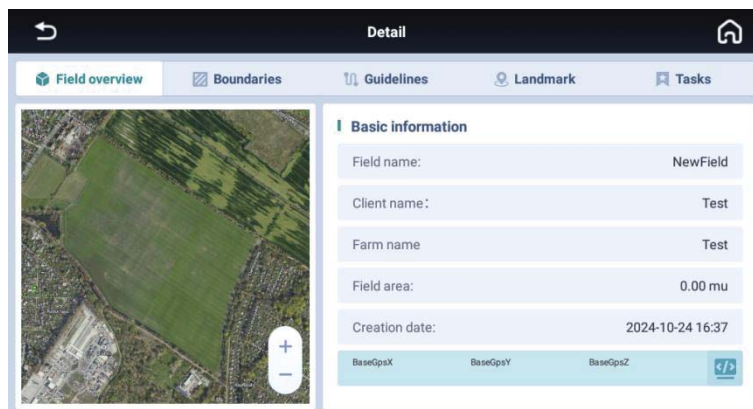 Detail
Field overview Boundaries Guidelines Landmark Tasks
Basic information
Field name: NewField
Client name: Test
Farm name Test
Field area: 0.00 mu
Creation date: 2024-10-24 16:37
BaseGpsX BaseGpsY BaseGpsZ